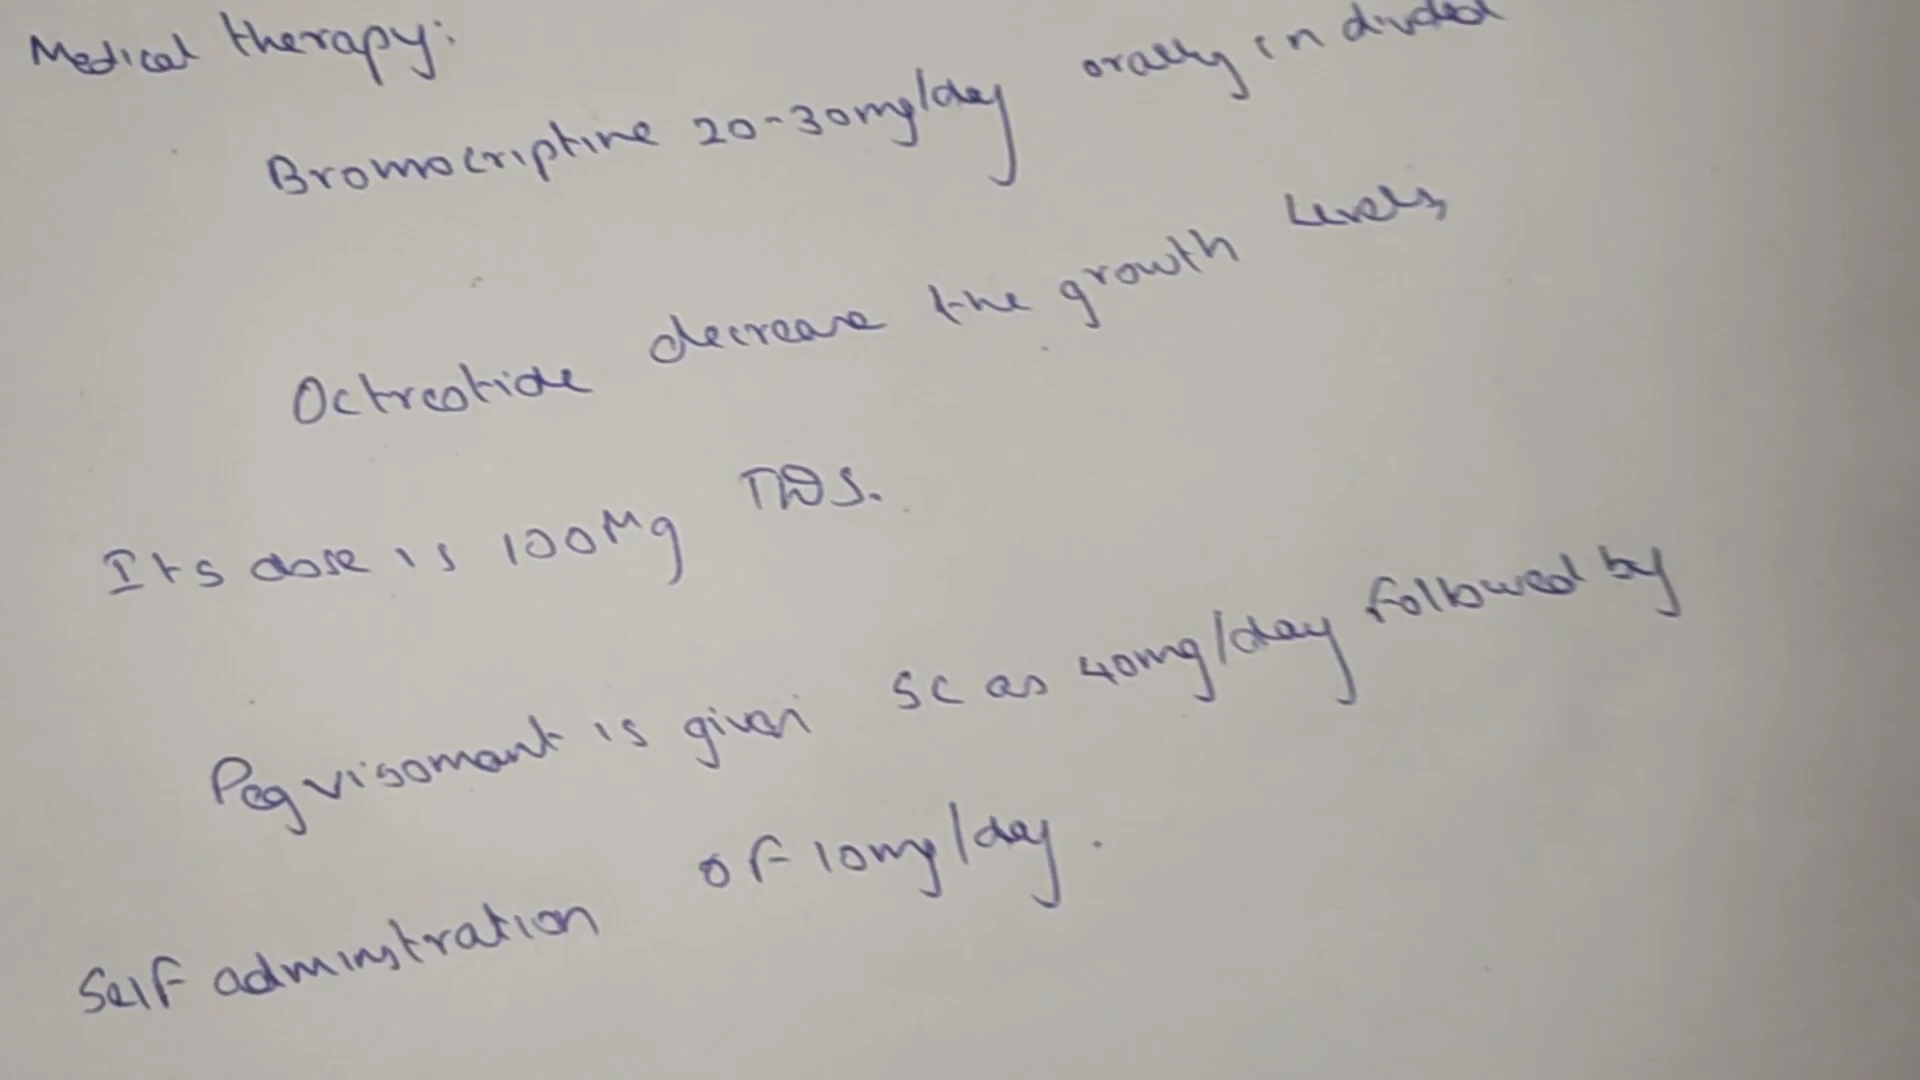 Medical therapy:
Bromocriptine 20-30mg/day orally in divided
Octreotide decrease the growth levels,
Its dose is 100Mg TDS.
Pegvisomant is given SC as 40mg/day followed by
Self adminstration of 10mg/day.